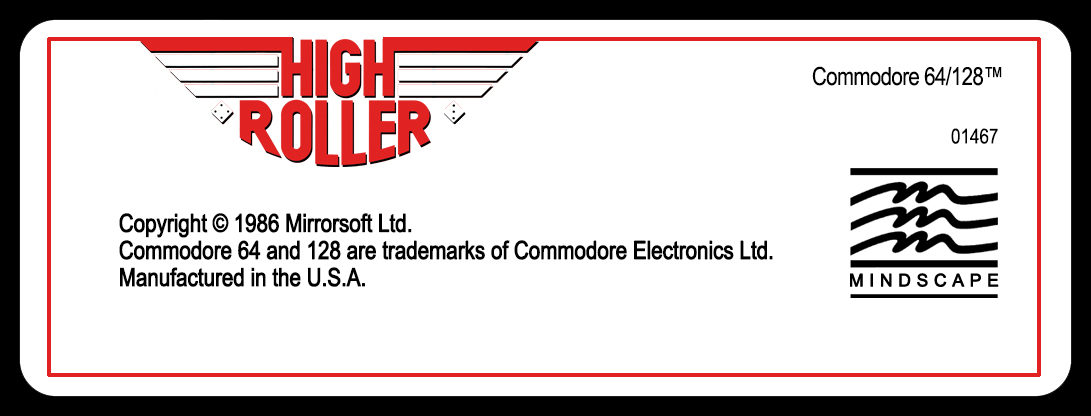 HIGH
ROLLER
Commodore 64/128™
01467
Copyright © 1986 Mirrorsoft Ltd.
Commodore 64 and 128 are trademarks of Commodore Electronics Ltd.
Manufactured in the U.S.A.
MINDSCAPE